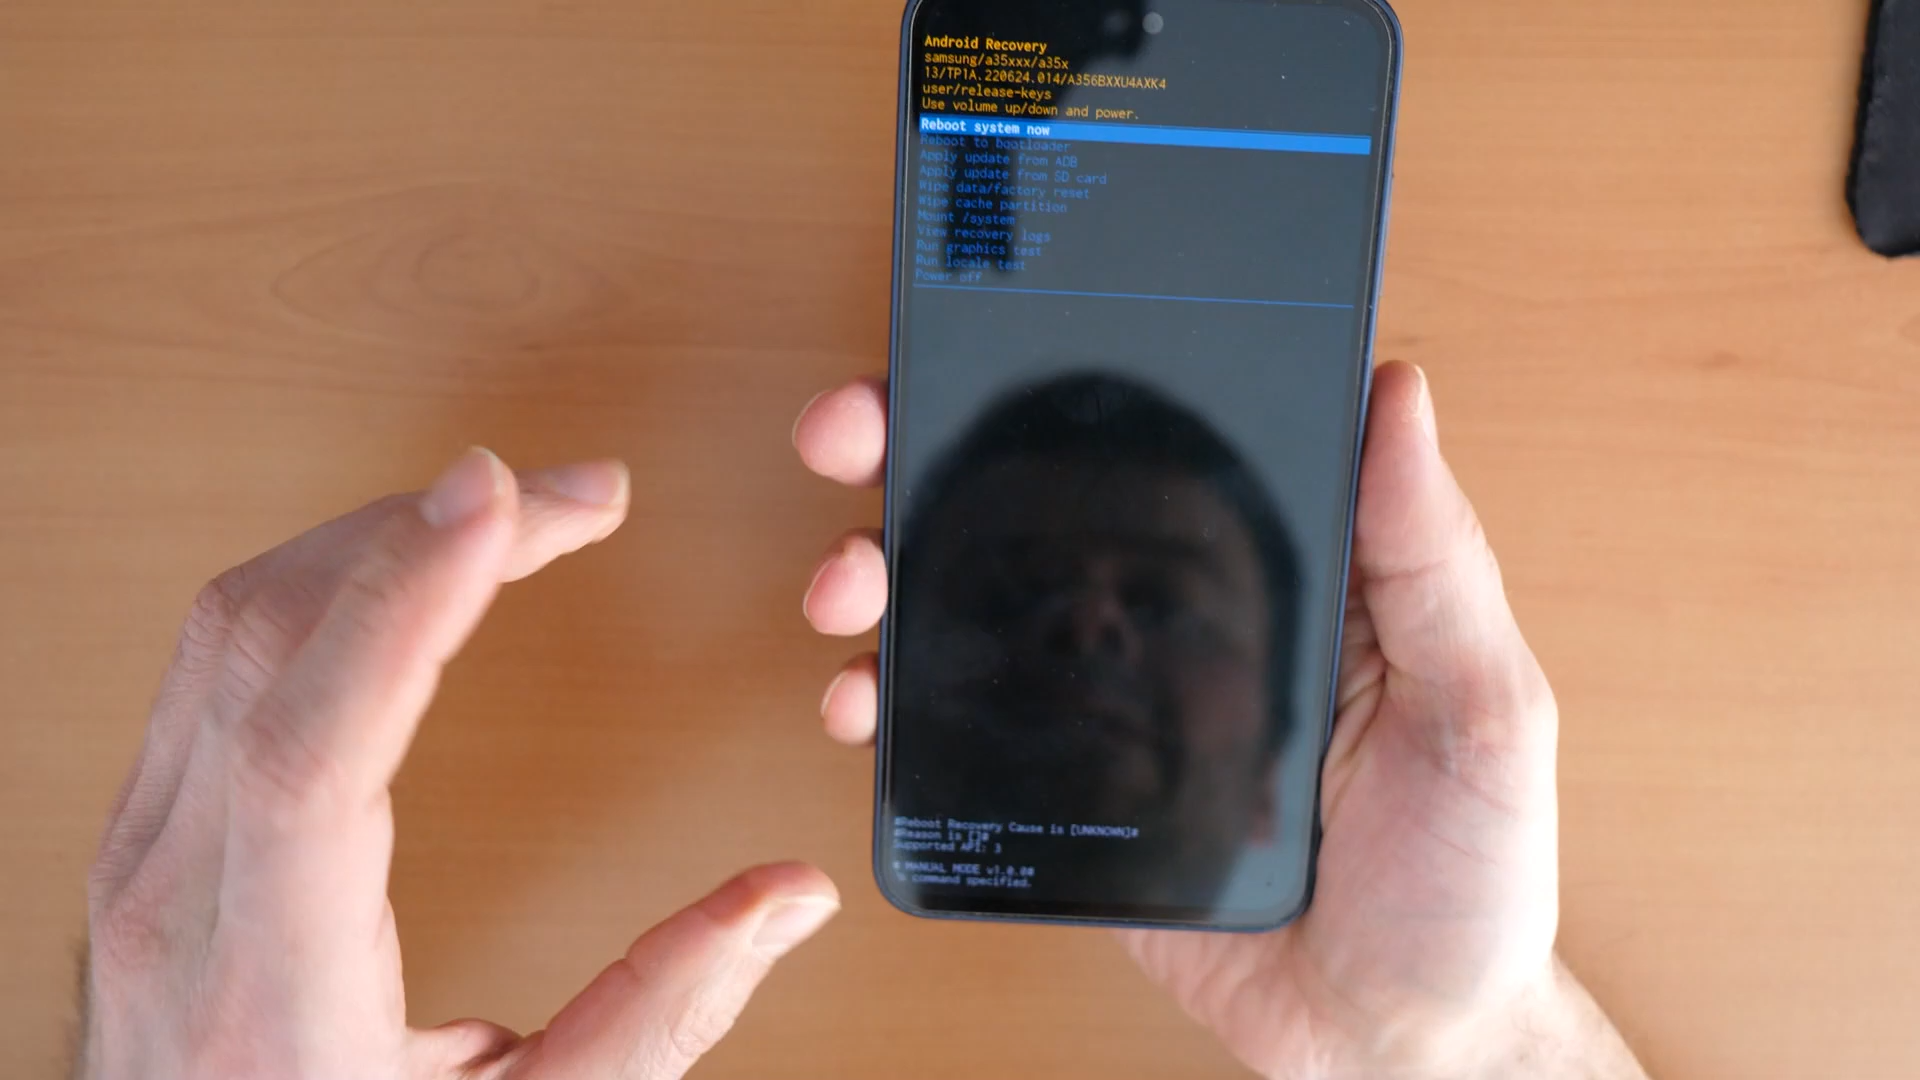 Android Recovery
samsung/a35xxx/a35x
13/TP1A.220624.014/A356BXXU4AXK4
user/release-keys
Use volume up/down and power.
Reboot system now
Reboot to bootloader
Apply update from ADB
Apply update from SD card
Wipe data/factory reset
Wipe cache partition
Mount /system
View recovery logs
Run graphics test
Run locale test
Power off
#Reboot Recovery Cause is [UNKNOWN]#
#Reason is []#
Supported API: 3
# MANUAL MODE v1.0.0#
command specified.